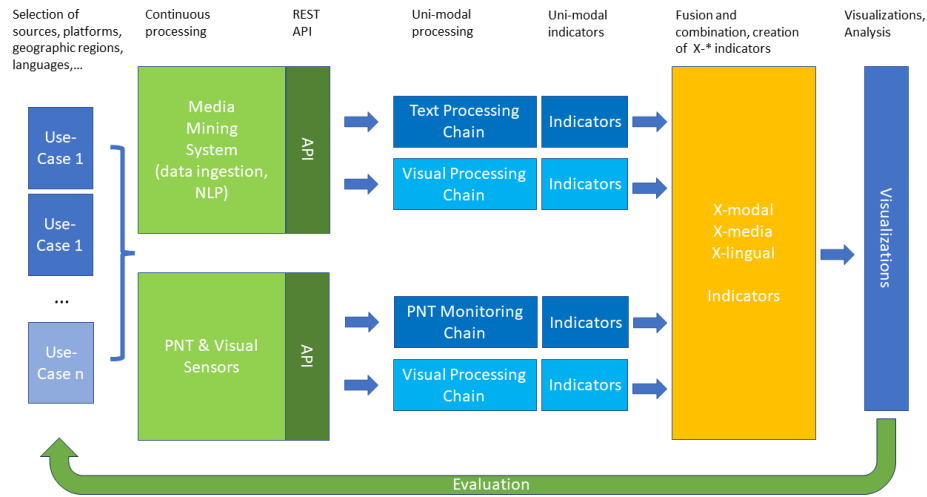 Selection of
sources, platforms,
geographic regions,
languages,...
Continuous
processing
REST
API
Uni-modal
processing
Uni-modal
indicators
Fusion and
combination, creation
of X-* indicators
Visualizations,
Analysis
Use-
Case 1
Use-
Case 1
...
Use-
Case n
Media
Mining
System
(data ingestion,
NLP)
API
PNT & Visual
Sensors
API
Text Processing
Chain
Indicators
Visual Processing
Chain
Indicators
PNT Monitoring
Chain
Indicators
Visual Processing
Chain
Indicators
X-modal
X-media
X-lingual
Indicators
Visualizations
Evaluation